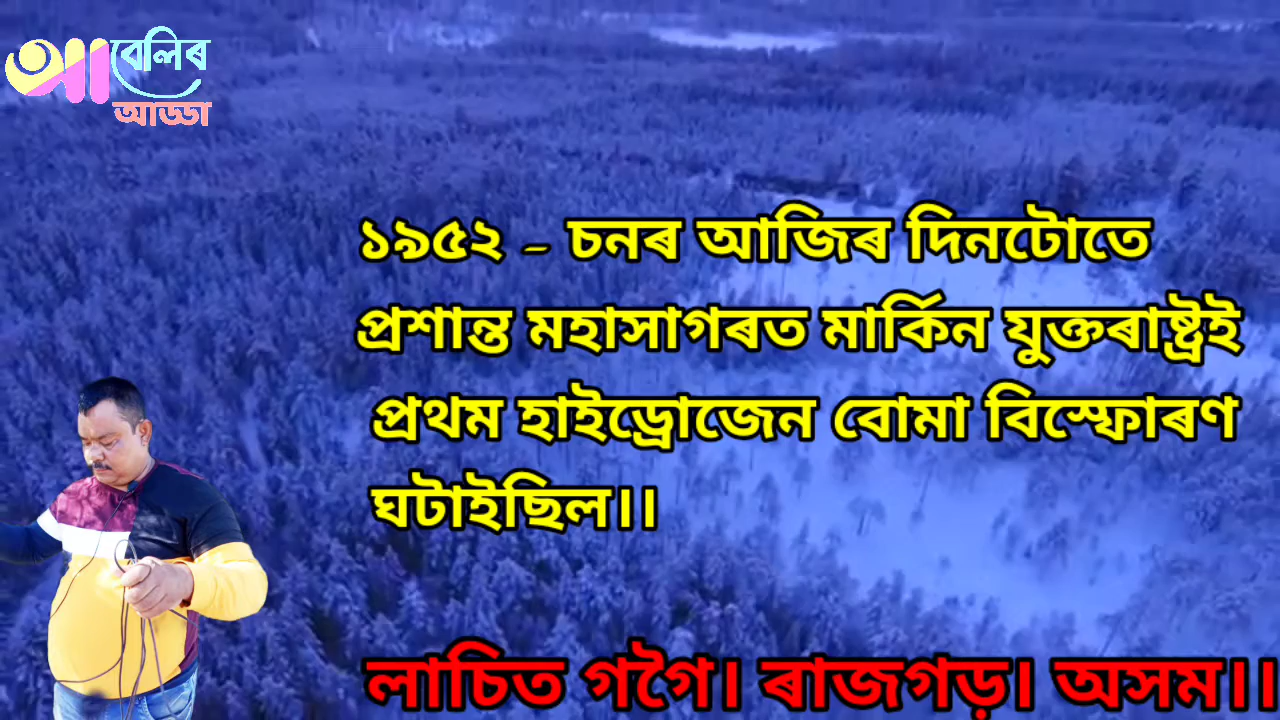 আবেলিৰ
আড্ডা
১৯৫২ - চনৰ আজিৰ দিনটোতে
প্ৰশান্ত মহাসাগৰত মাৰ্কিন যুক্তৰাষ্ট্ৰই
প্ৰথম হাইড্ৰোজেন বোমা বিস্ফোৰণ
ঘটাইছিল।।
লাচিত গগৈ। ৰাজগড়। অসম।।